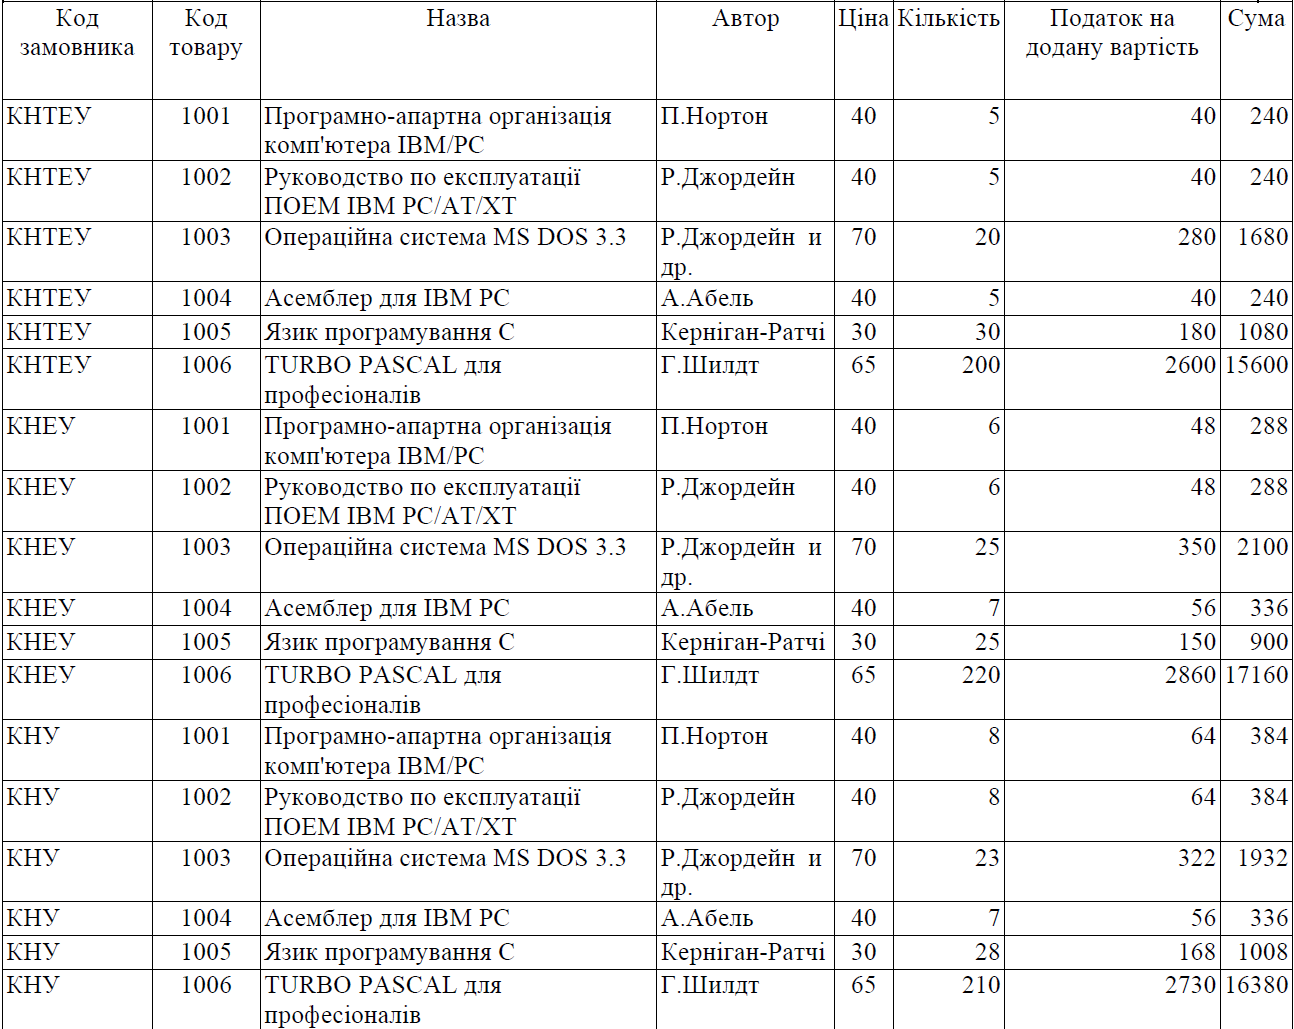 Код замовника	Код товару	Назва	Автор	Ціна	Кількість	Податок на додану вартість	Сума
КНТЕУ	1001	Програмно-апартна організація комп'ютера IBM/PC	П.Нортон	40	5	40	240
КНТЕУ	1002	Руководство по експлуатації ПОЕМ IBM PC/AT/XT	Р.Джордейн	40	5	40	240
КНТЕУ	1003	Операційна система MS DOS 3.3	Р.Джордейн и др.	70	20	280	1680
КНТЕУ	1004	Асемблер для IBM PC	А.Абель	40	5	40	240
КНТЕУ	1005	Язик програмування С	Керніган-Ратчі	30	30	180	1080
КНТЕУ	1006	TURBO PASCAL для професіоналів	Г.Шилдт	65	200	2600	15600
КНЕУ	1001	Програмно-апартна організація комп'ютера IBM/PC	П.Нортон	40	6	48	288
КНЕУ	1002	Руководство по експлуатації ПОЕМ IBM PC/AT/XT	Р.Джордейн	40	6	48	288
КНЕУ	1003	Операційна система MS DOS 3.3	Р.Джордейн и др.	70	25	350	2100
КНЕУ	1004	Асемблер для IBM PC	А.Абель	40	7	56	336
КНЕУ	1005	Язик програмування С	Керніган-Ратчі	30	25	150	900
КНЕУ	1006	TURBO PASCAL для професіоналів	Г.Шилдт	65	220	2860	17160
КНУ	1001	Програмно-апартна організація комп'ютера IBM/PC	П.Нортон	40	8	64	384
КНУ	1002	Руководство по експлуатації ПОЕМ IBM PC/AT/XT	Р.Джордейн	40	8	64	384
КНУ	1003	Операційна система MS DOS 3.3	Р.Джордейн и др.	70	23	322	1932
КНУ	1004	Асемблер для IBM PC	А.Абель	40	7	56	336
КНУ	1005	Язик програмування С	Керніган-Ратчі	30	28	168	1008
КНУ	1006	TURBO PASCAL для професіоналів	Г.Шилдт	65	210	2730	16380